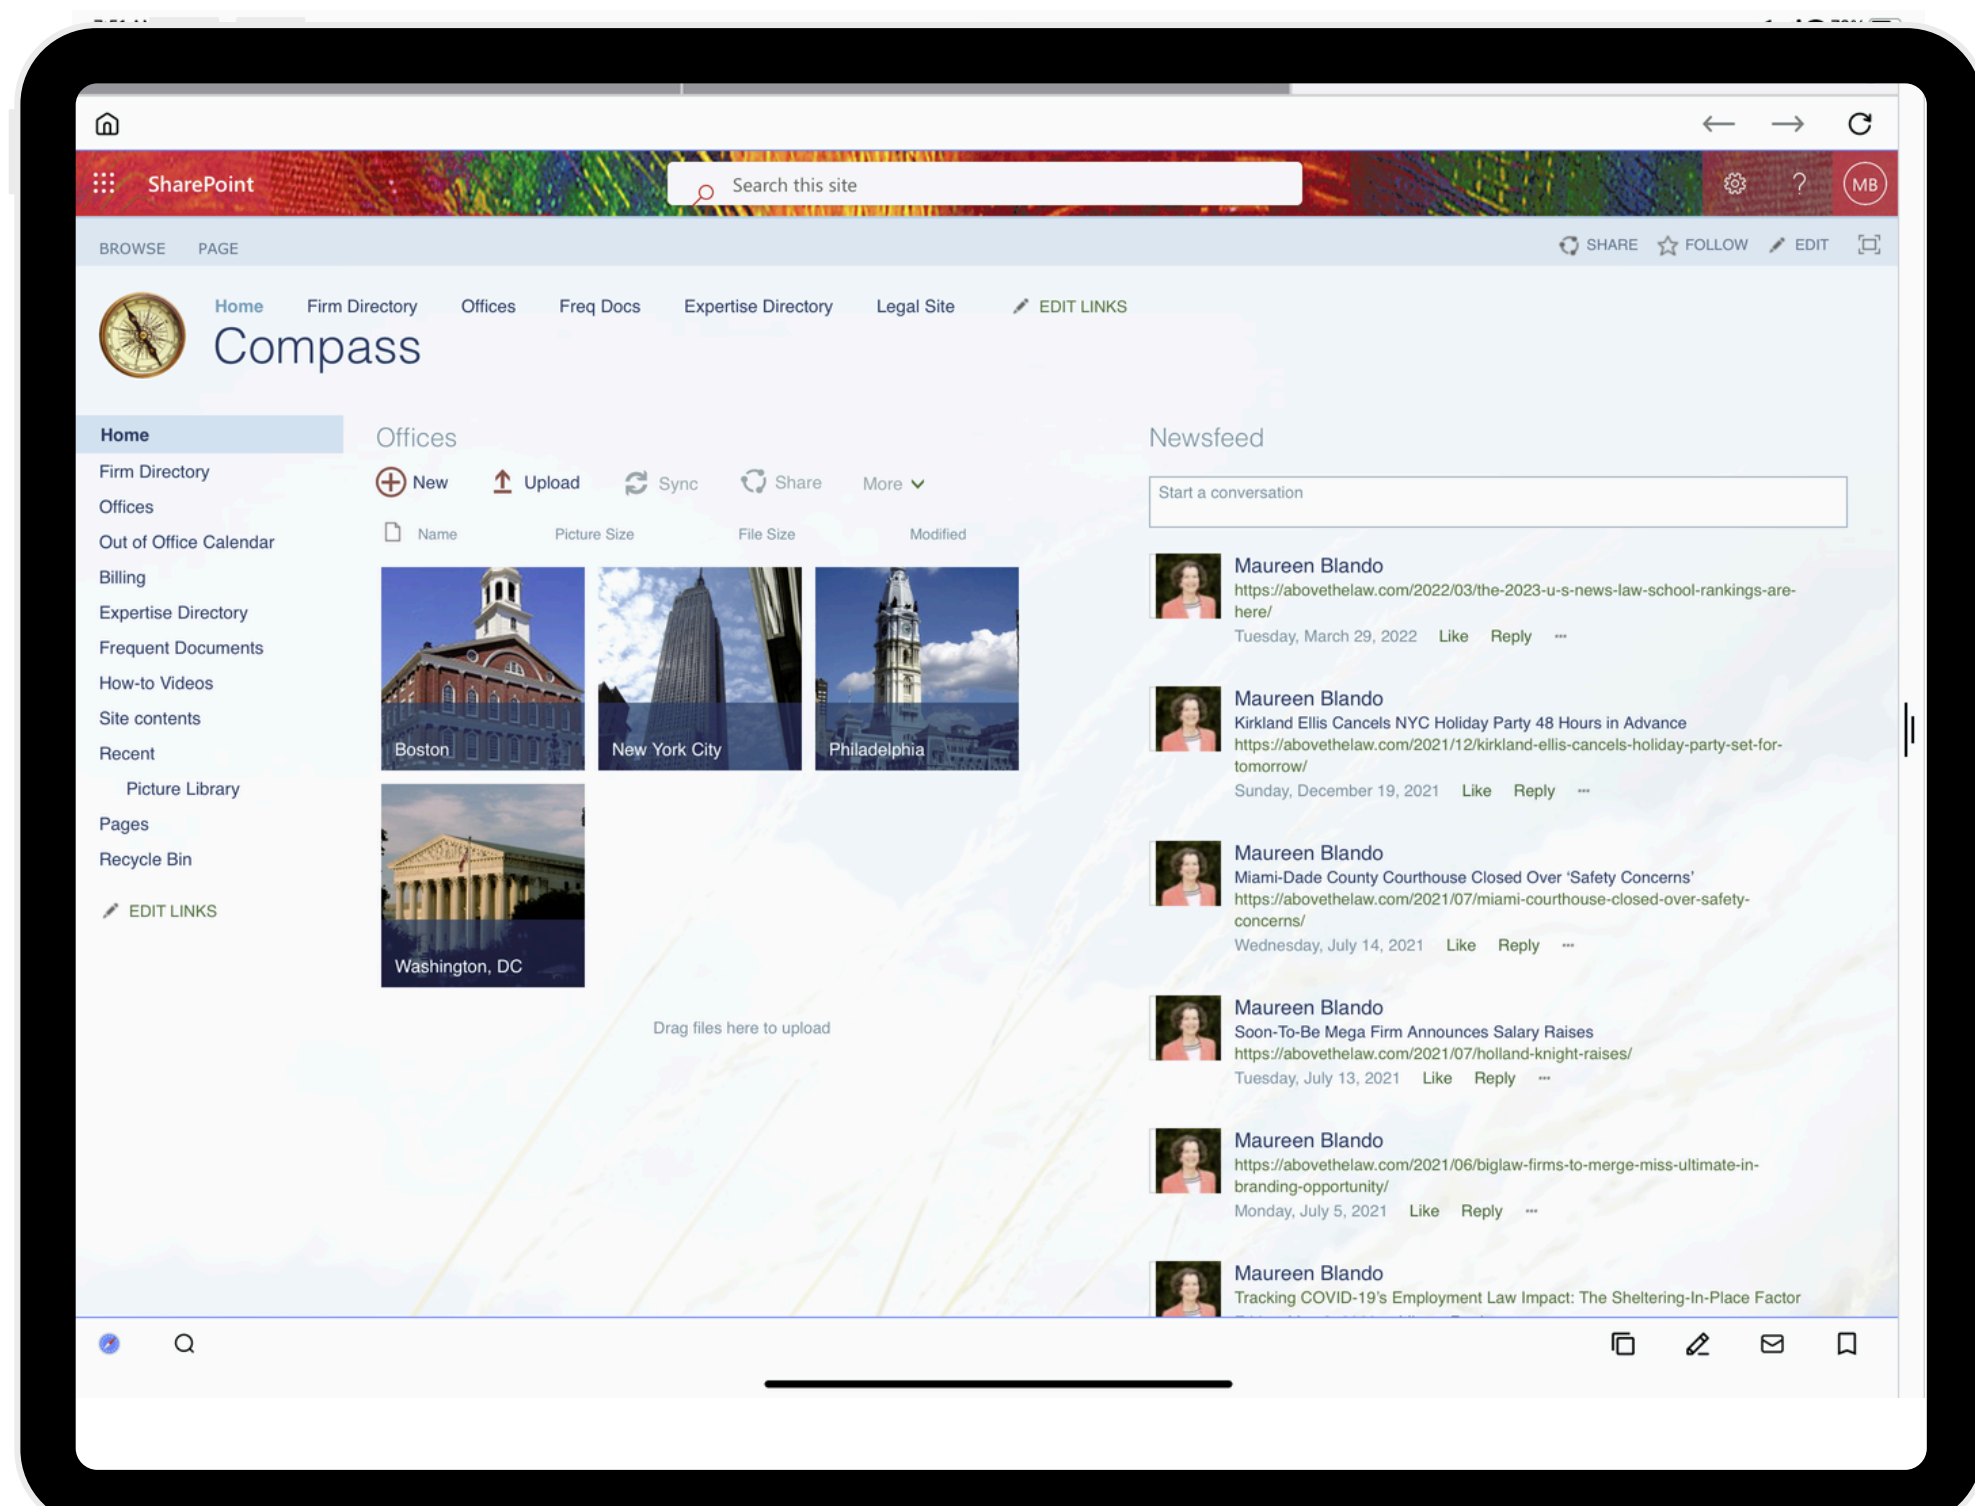 SharePoint
Search this site
?
MB
BROWSE PAGE
SHARE FOLLOW EDIT
Home Firm Directory Offices Freq Docs Expertise Directory Legal Site EDIT LINKS
Compass
Home
Firm Directory
Offices
Out of Office Calendar
Billing
Expertise Directory
Frequent Documents
How-to Videos
Site contents
Recent
Picture Library
Pages
Recycle Bin
EDIT LINKS
Offices
New Upload Sync Share More
Name Picture Size File Size Modified
Boston
New York City
Philadelphia
Washington, DC
Drag files here to upload
Newsfeed
Start a conversation
Maureen Blando
https://abovethelaw.com/2022/03/the-2023-u-s-news-law-school-rankings-are-
here/
Tuesday, March 29, 2022 Like Reply ···
Maureen Blando
Kirkland Ellis Cancels NYC Holiday Party 48 Hours in Advance
https://abovethelaw.com/2021/12/kirkland-ellis-cancels-holiday-party-set-for-
tomorrow/
Sunday, December 19, 2021 Like Reply ···
Maureen Blando
Miami-Dade County Courthouse Closed Over ‘Safety Concerns’
https://abovethelaw.com/2021/07/miami-courthouse-closed-over-safety-
concerns/
Wednesday, July 14, 2021 Like Reply ···
Maureen Blando
Soon-To-Be Mega Firm Announces Salary Raises
https://abovethelaw.com/2021/07/holland-knight-raises/
Tuesday, July 13, 2021 Like Reply ···
Maureen Blando
https://abovethelaw.com/2021/06/biglaw-firms-to-merge-miss-ultimate-in-
branding-opportunity/
Monday, July 5, 2021 Like Reply ···
Maureen Blando
Tracking COVID-19’s Employment Law Impact: The Sheltering-In-Place Factor